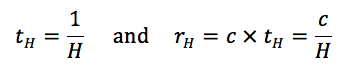 t_H = 1/H and r_H = c × t_H = c/H